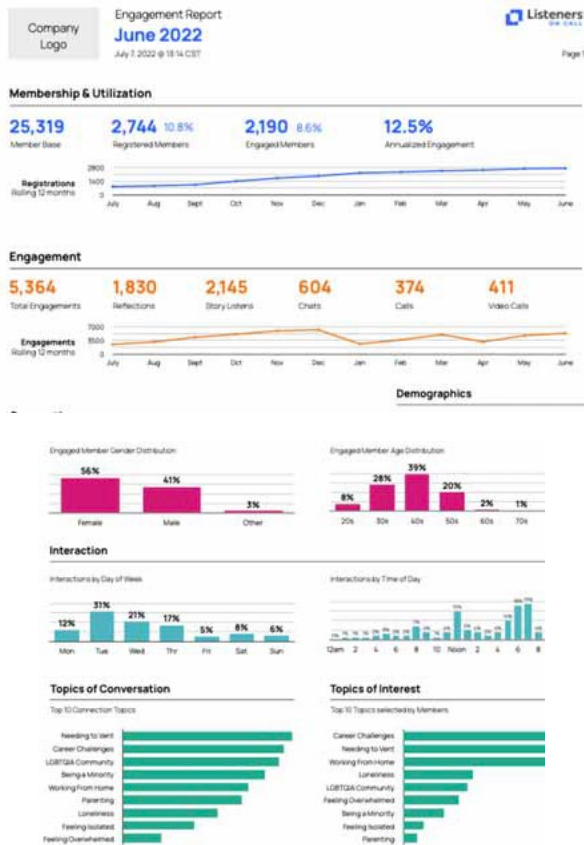 Company
Logo
Engagement Report
June 2022
July 7, 2022 @ 13:14 CST
Listeners
ON CALL
Page 1
Membership & Utilization
25,319
Member Base
2,744 10.8%
Registered Members
2,190 8.6%
Engaged Members
12.5%
Annualized Engagement
Registrations
Rolling 12 months
2800
1400
0
July Aug Sept Oct Nov Dec Jan Feb Mar Apr May June
Engagement
5,364
Total Engagements
1,830
Reflections
2,145
Story Listens
604
Chats
374
Calls
411
Video Calls
Engagements
Rolling 12 months
7000
3500
0
July Aug Sept Oct Nov Dec Jan Feb Mar Apr May June
Demographics
Engaged Member Gender Distribution
56%
41%
3%
Female Male Other
Engaged Member Age Distribution
8%
28%
39%
20%
2%
1%
20s 30s 40s 50s 60s 70s
Interaction
Interactions by Day of Week
12% 31% 21% 17% 5% 8% 6%
Mon Tue Wed Thr Fri Sat Sun
Interactions by Time of Day
12am 2 4 6 8 10 Noon 2 4 6 8
Topics of Conversation
Top 10 Connection Topics
Needing to Vent
Career Challenges
LGBTQIA Community
Being a Minority
Working From Home
Parenting
Loneliness
Feeling Isolated
Feeling Overwhelmed
Topics of Interest
Top 10 Topics selected by Members
Career Challenges
Needing to Vent
Working From Home
Loneliness
LGBTQIA Community
Feeling Overwhelmed
Being a Minority
Feeling Isolated
Parenting